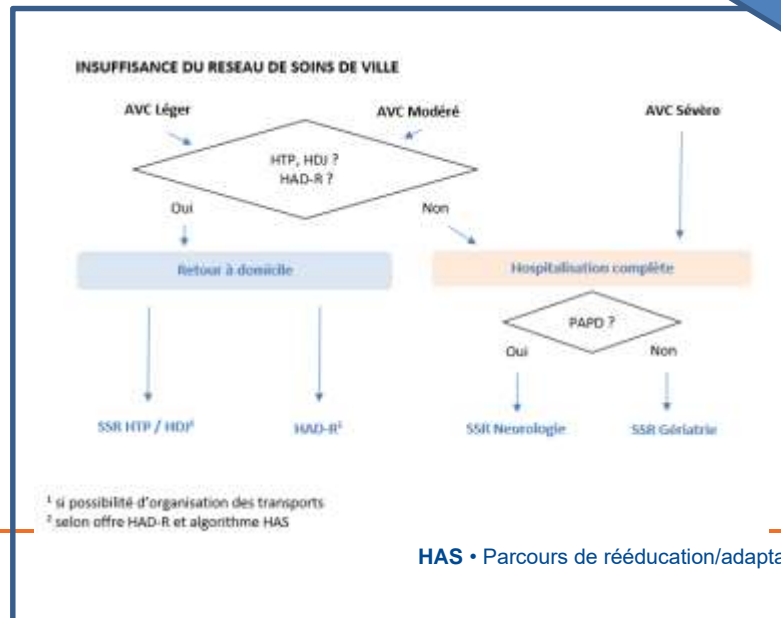 INSUFFISANCE DU RESEAU DE SOINS DE VILLE
AVC Léger
AVC Modéré
AVC Sévère
HTP, HDJ ?
HAD-R ?
Oui
Non
Retour à domicile
Hospitalisation complète
PAPD ?
Oui
Non
SSR HTP / HDJ¹
HAD-R²
SSR Neurologie
SSR Gériatrie
¹ si possibilité d'organisation des transports
² selon offre HAD-R et algorithme HAS
HAS • Parcours de rééducation/adapta